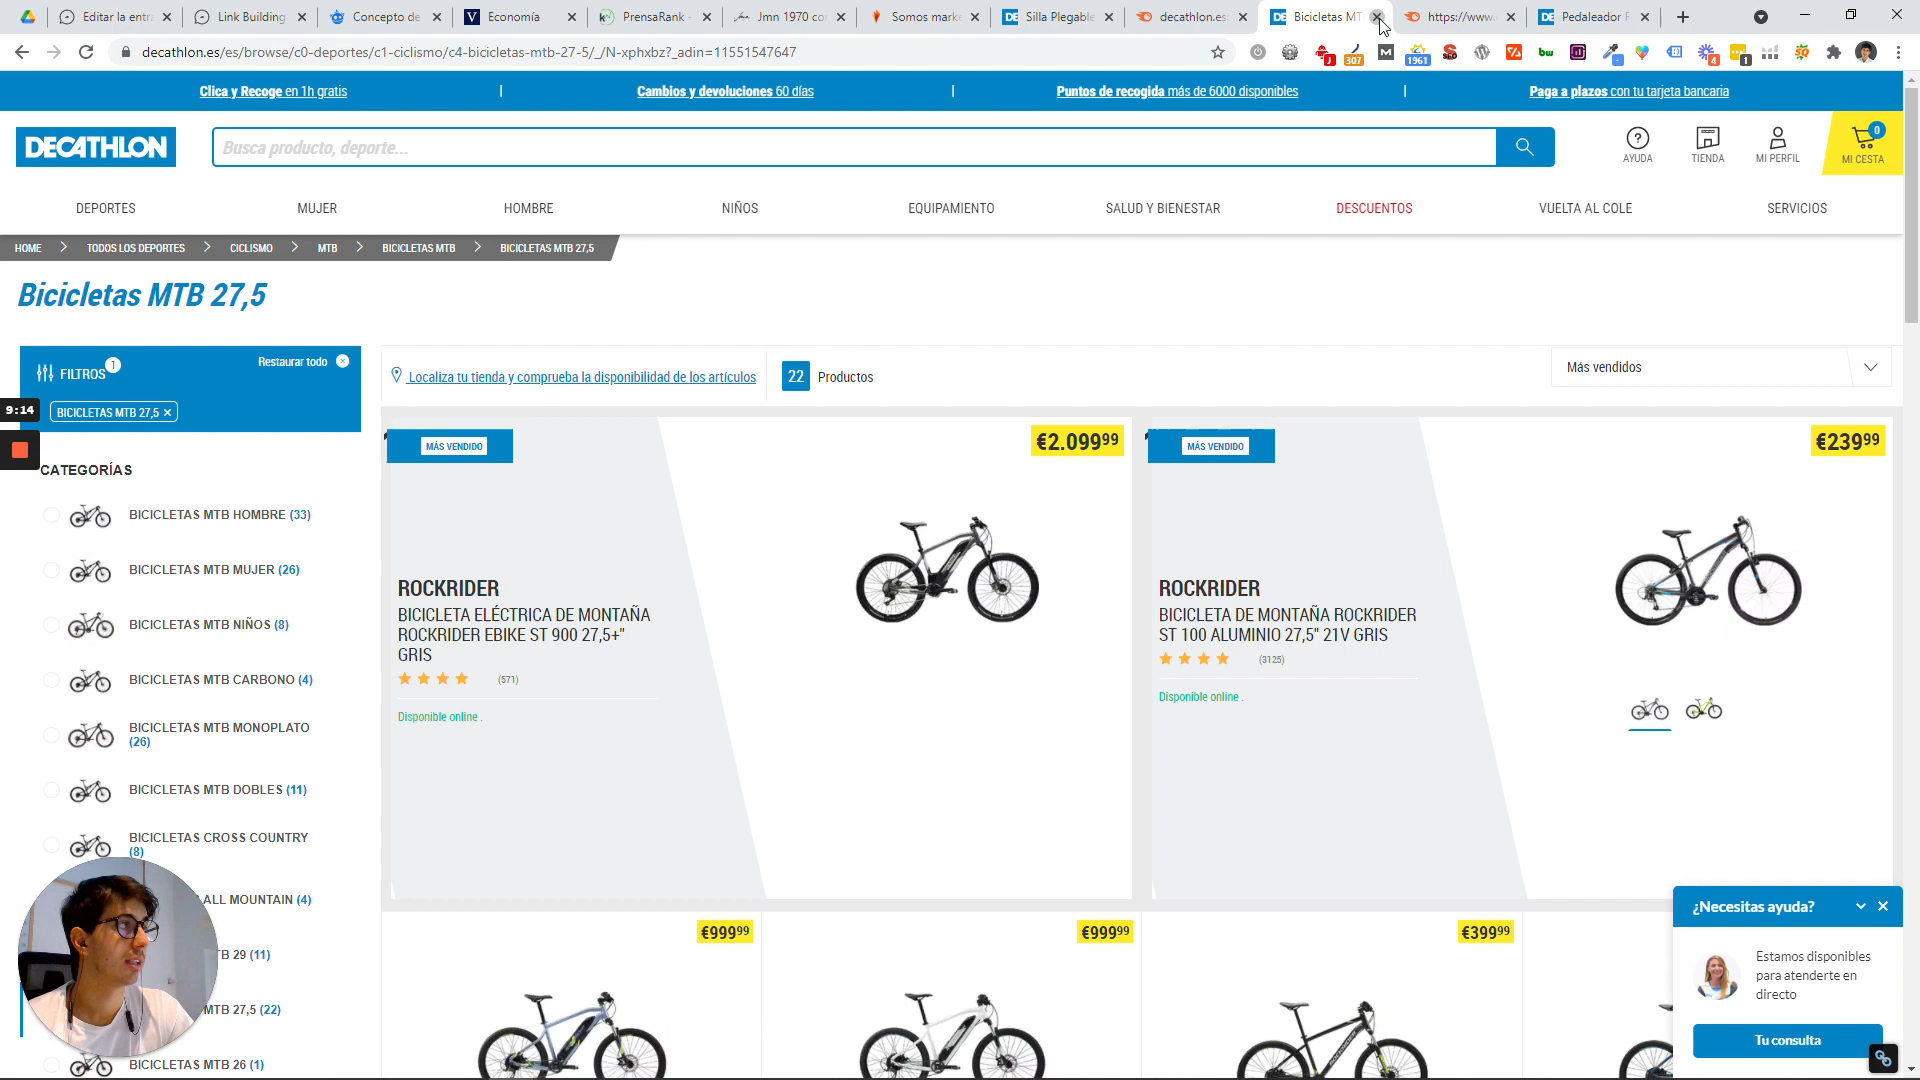 Editar la entra
Link Building
Concepto de
Economía
PrensaRank -
Jmn 1970 co
Somos marke
Silla Plegable
decathlon.es
Bicicletas MT
https://www.
Pedaleador F
decathlon.es/es/browse/c0-deportes/c1-ciclismo/c4-bicicletas-mtb-27-5/_/N-xphxbz?_adin=11551547647
307
1961
4
1
Clica y Recoge en 1h gratis
Cambios y devoluciones 60 días
Puntos de recogida más de 6000 disponibles
Paga a plazos con tu tarjeta bancaria
DECATHLON
Busca producto, deporte...
AYUDA
TIENDA
MI PERFIL
0
MI CESTA
DEPORTES
MUJER
HOMBRE
NIÑOS
EQUIPAMIENTO
SALUD Y BIENESTAR
DESCUENTOS
VUELTA AL COLE
SERVICIOS
HOME
TODOS LOS DEPORTES
CICLISMO
MTB
BICICLETAS MTB
BICICLETAS MTB 27,5
Bicicletas MTB 27,5
FILTROS
1
Restaurar todo
BICICLETAS MTB 27,5
9:14
CATEGORÍAS
BICICLETAS MTB HOMBRE (33)
BICICLETAS MTB MUJER (26)
BICICLETAS MTB NIÑOS (8)
BICICLETAS MTB CARBONO (4)
BICICLETAS MTB MONOPLATO
(26)
BICICLETAS MTB DOBLES (11)
BICICLETAS CROSS COUNTRY
(8)
ALL MOUNTAIN (4)
TB 29 (11)
MTB 27,5 (22)
BICICLETAS MTB 26 (1)
Localiza tu tienda y comprueba la disponibilidad de los artículos
22
Productos
Más vendidos
MÁS VENDIDO
€2.09999
ROCKRIDER
BICICLETA ELÉCTRICA DE MONTAÑA
ROCKRIDER EBIKE ST 900 27,5+"
GRIS
(571)
Disponible online .
MÁS VENDIDO
€23999
ROCKRIDER
BICICLETA DE MONTAÑA ROCKRIDER
ST 100 ALUMINIO 27,5" 21V GRIS
(3125)
Disponible online .
€99999
€99999
€39999
¿Necesitas ayuda?
Estamos disponibles
para atenderte en
directo
Tu consulta